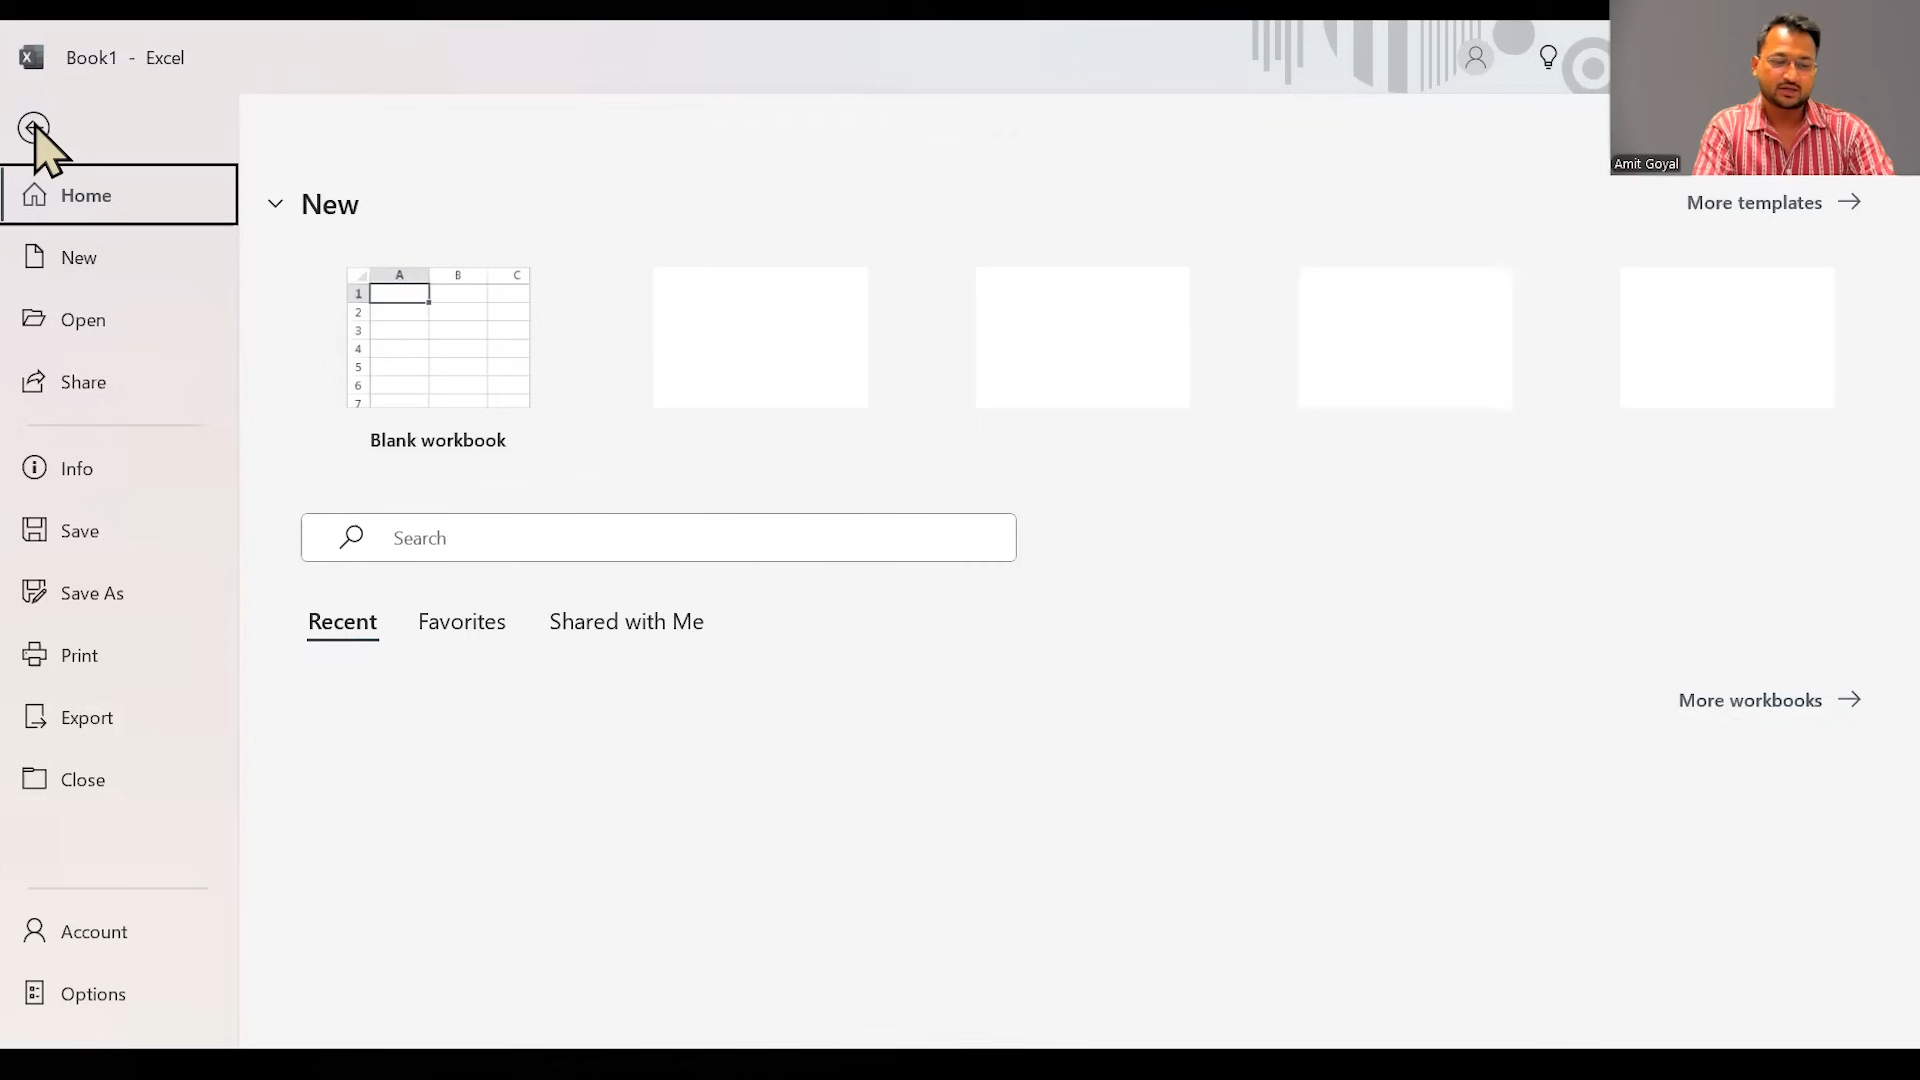 Book1 - Excel
Amit Goyal
Home
New
Open
Share
Info
Save
Save As
Print
Export
Close
Account
Options
New
More templates
A B C
1
2
3
4
5
6
7
Blank workbook
Search
Recent Favorites Shared with Me
More workbooks